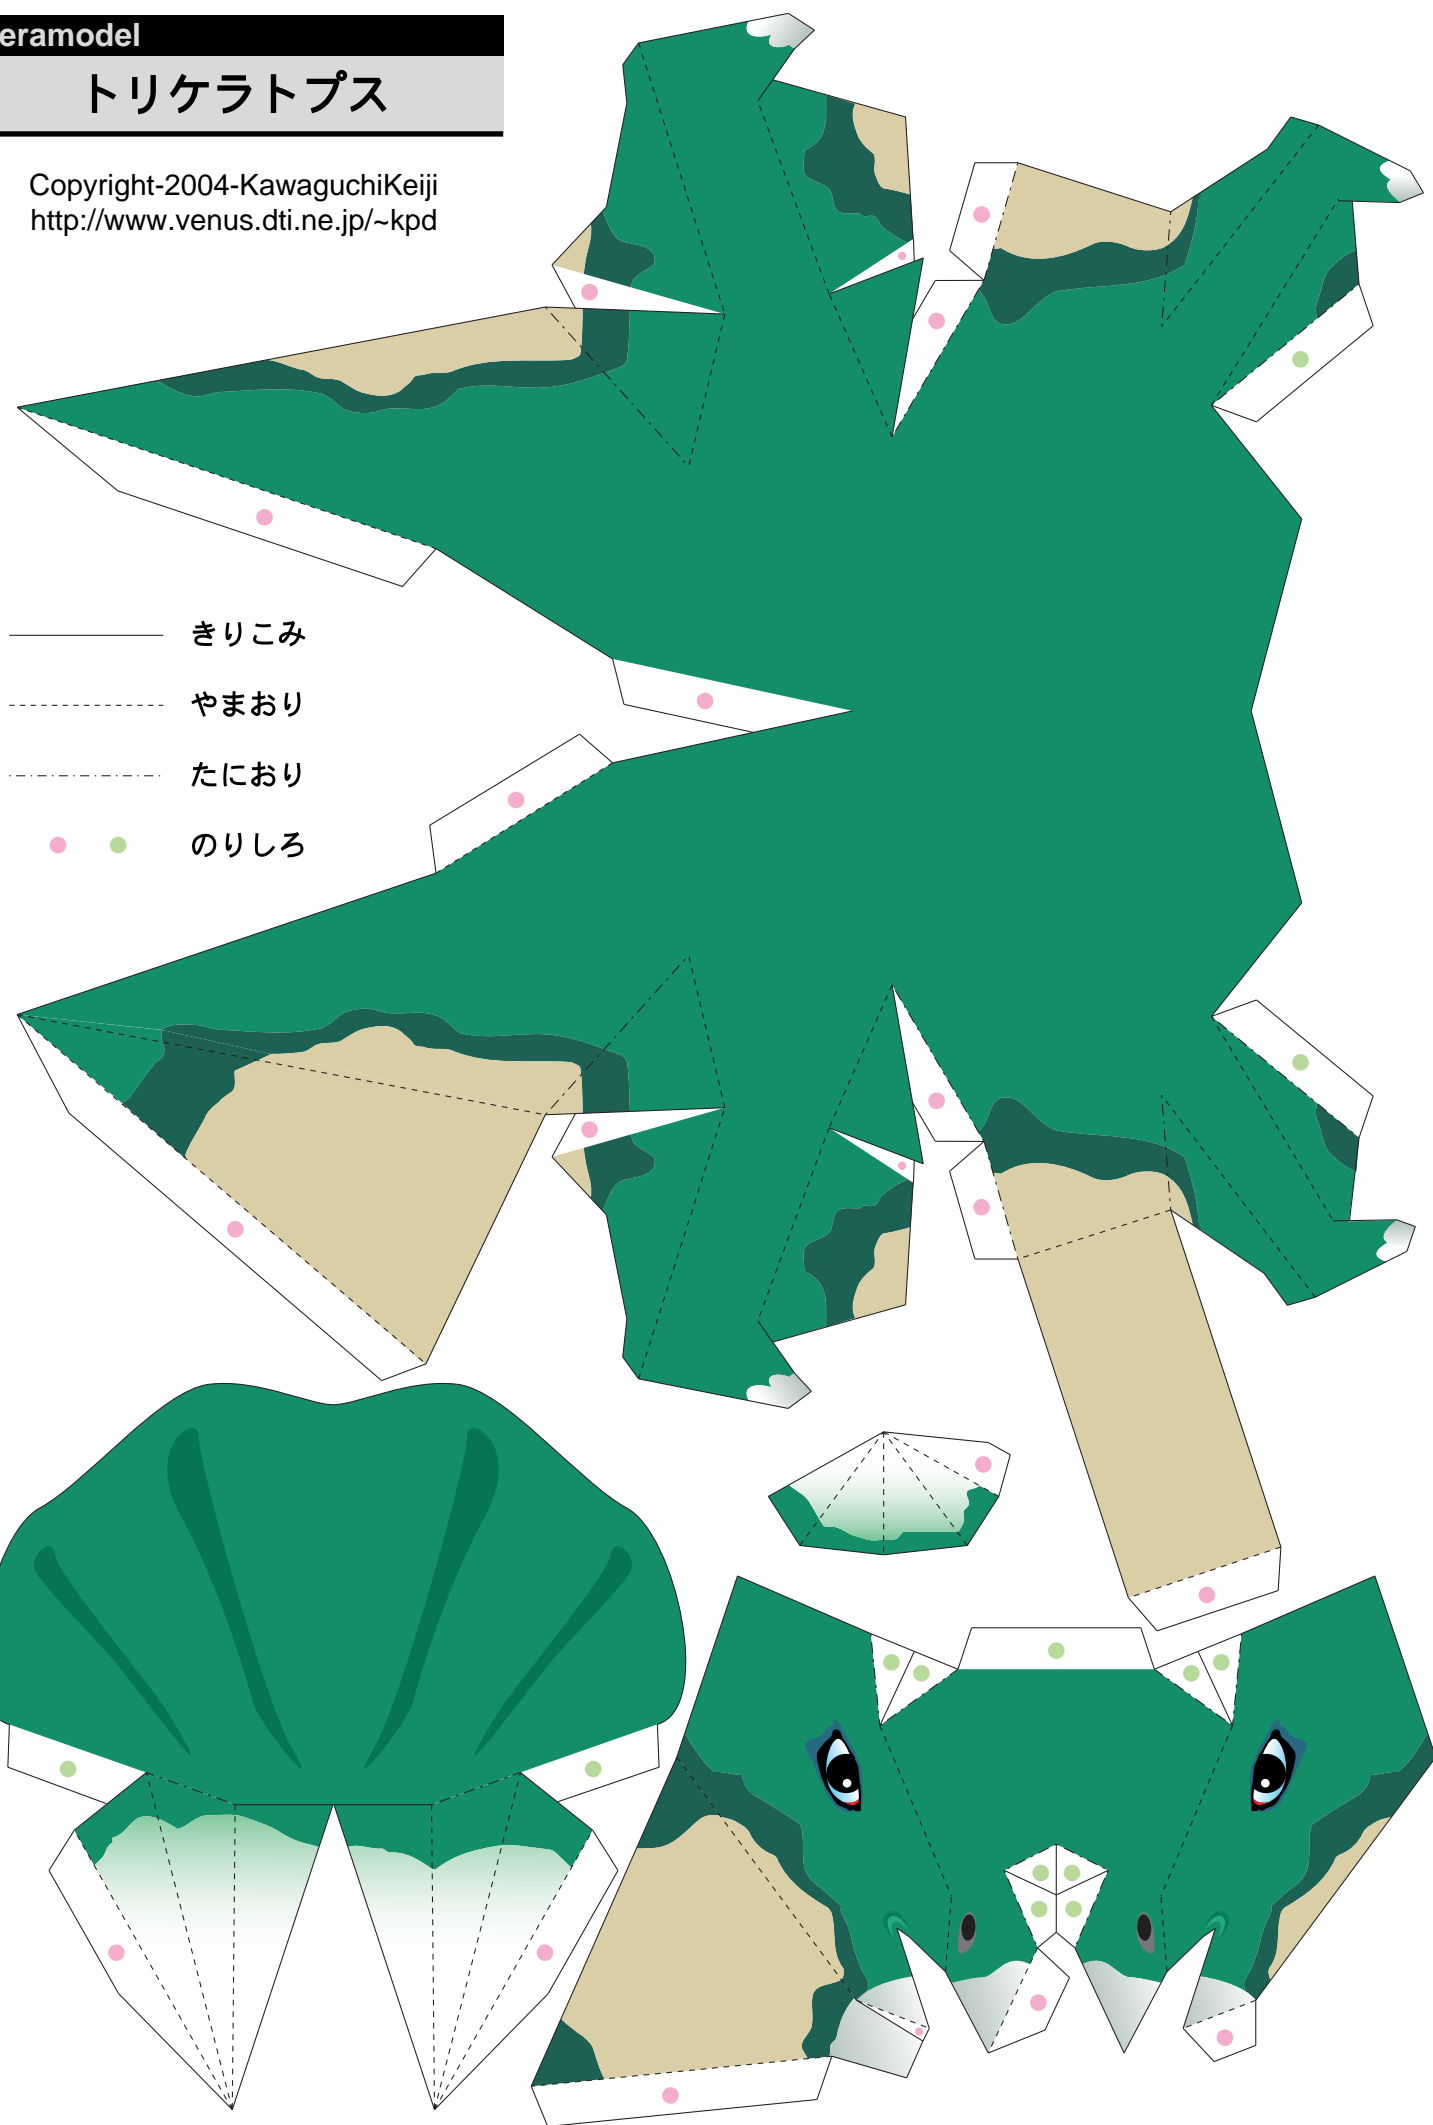 eramodel
トリケラトプス
Copyright-2004-KawaguchiKeiji
http://www.venus.dti.ne.jp/~kpd
きりこみ
やまおり
たにおり
のりしろ